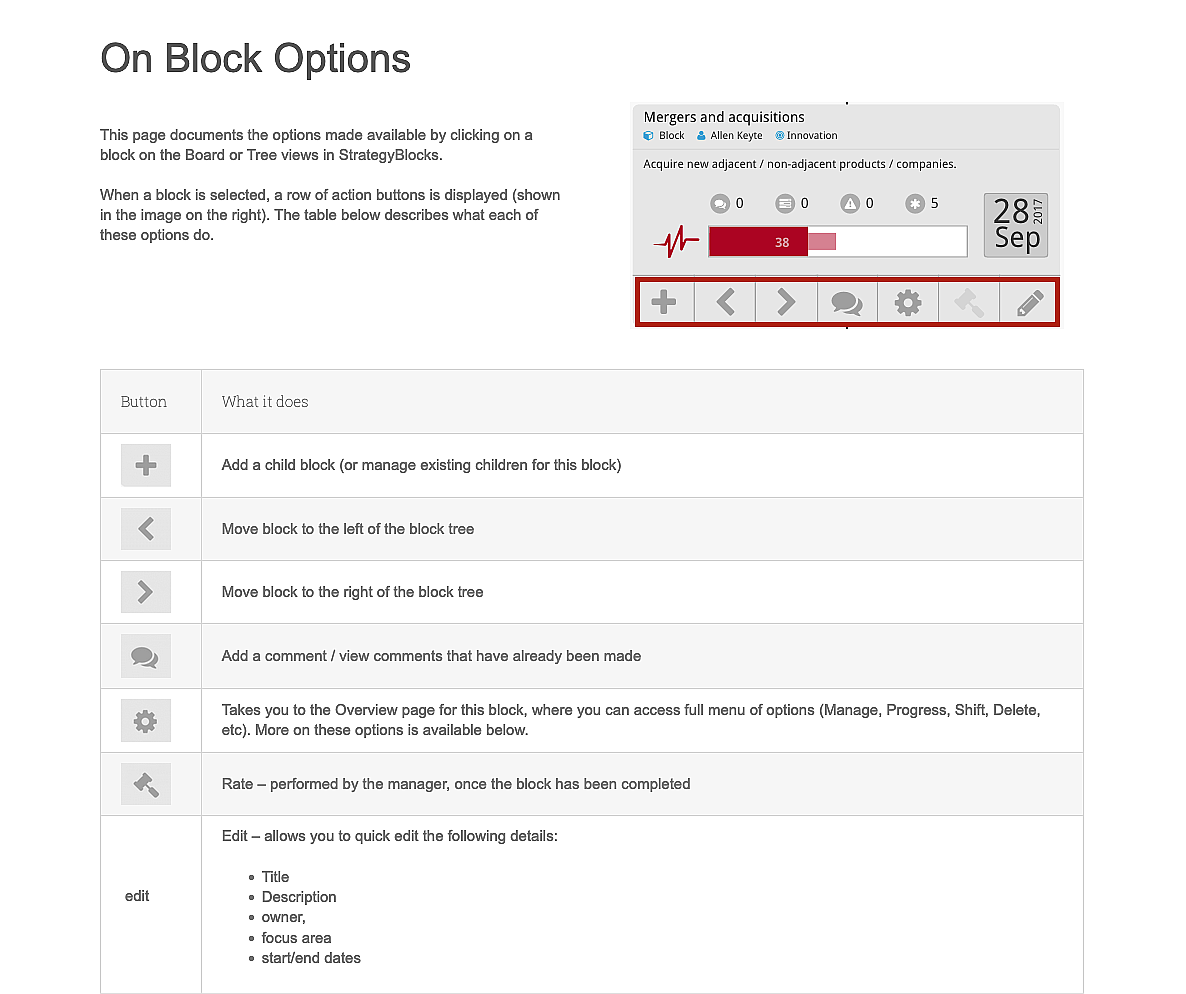 On Block Options
This page documents the options made available by clicking on a
block on the Board or Tree views in StrategyBlocks.
When a block is selected, a row of action buttons is displayed (shown
in the image on the right). The table below describes what each of
these options do.
Mergers and acquisitions
Block Allen Keyte Innovation
Acquire new adjacent / non-adjacent products / companies.
0 0 0 5
38
28 2017
Sep
Button What it does
Add a child block (or manage existing children for this block)
Move block to the left of the block tree
Move block to the right of the block tree
Add a comment / view comments that have already been made
Takes you to the Overview page for this block, where you can access full menu of options (Manage, Progress, Shift, Delete,
etc). More on these options is available below.
Rate – performed by the manager, once the block has been completed
Edit – allows you to quick edit the following details:
edit
• Title
• Description
• owner,
• focus area
• start/end dates